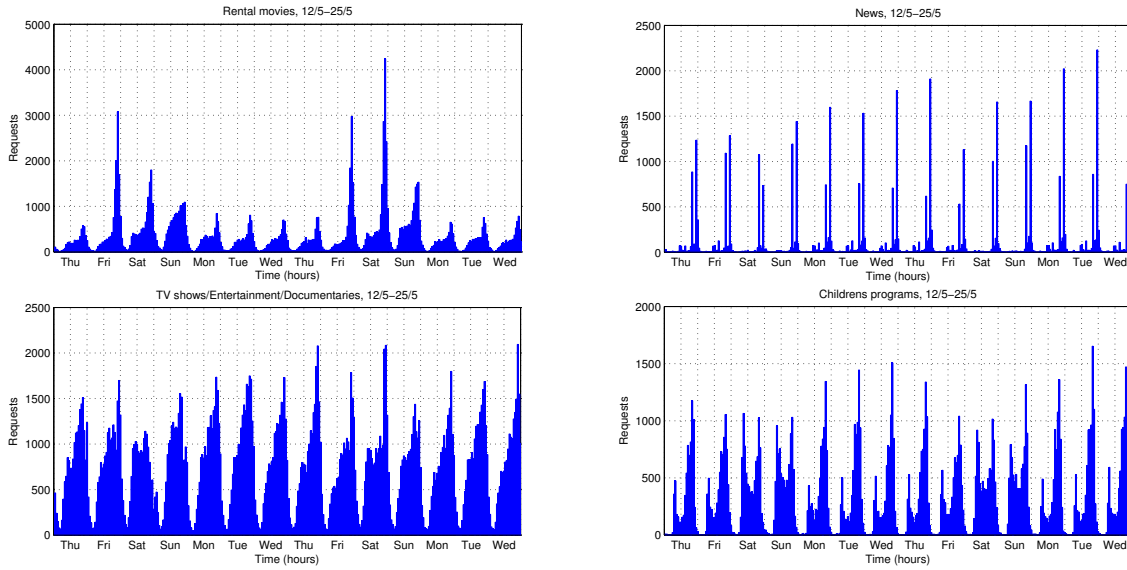 Rental movies, 12/5−25/5
5000
4000
3000
2000
1000
0
Requests
Thu Fri Sat Sun Mon Tue Wed Thu Fri Sat Sun Mon Tue Wed
Time (hours)
News, 12/5−25/5
2500
2000
1500
1000
500
0
Requests
Thu Fri Sat Sun Mon Tue Wed Thu Fri Sat Sun Mon Tue Wed
Time (hours)
TV shows/Entertainment/Documentaries, 12/5−25/5
2500
2000
1500
1000
500
0
Requests
Thu Fri Sat Sun Mon Tue Wed Thu Fri Sat Sun Mon Tue Wed
Time (hours)
Childrens programs, 12/5−25/5
2000
1500
1000
500
0
Requests
Thu Fri Sat Sun Mon Tue Wed Thu Fri Sat Sun Mon Tue Wed
Time (hours)